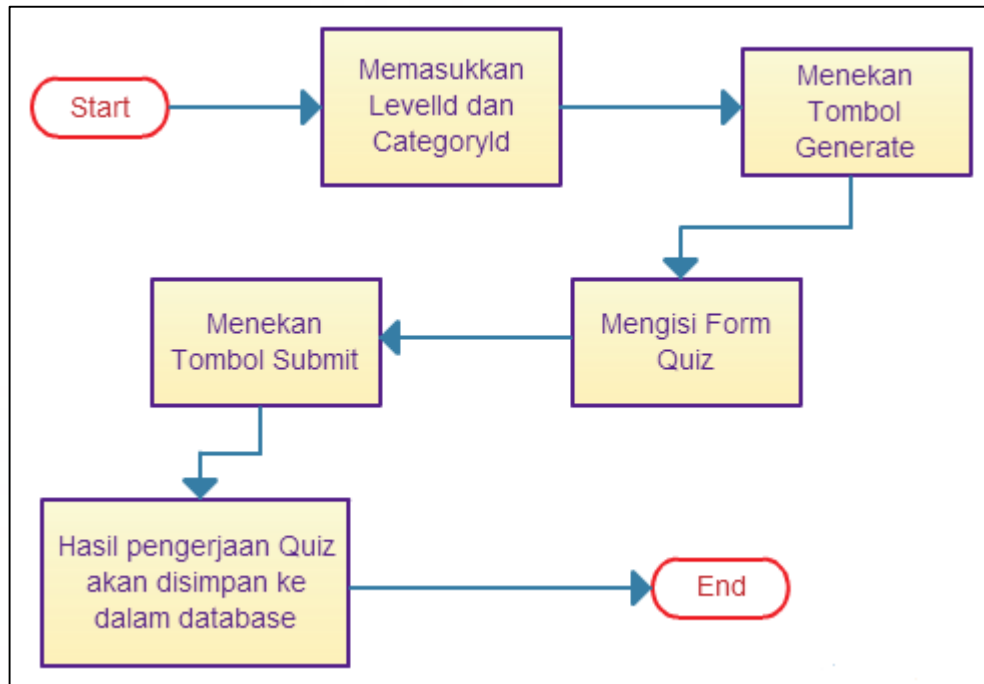 Start
Memasukkan
LevelId dan
CategoryId
Menekan
Tombol
Generate
Mengisi Form
Quiz
Menekan
Tombol Submit
Hasil pengerjaan Quiz
akan disimpan ke
dalam database
End